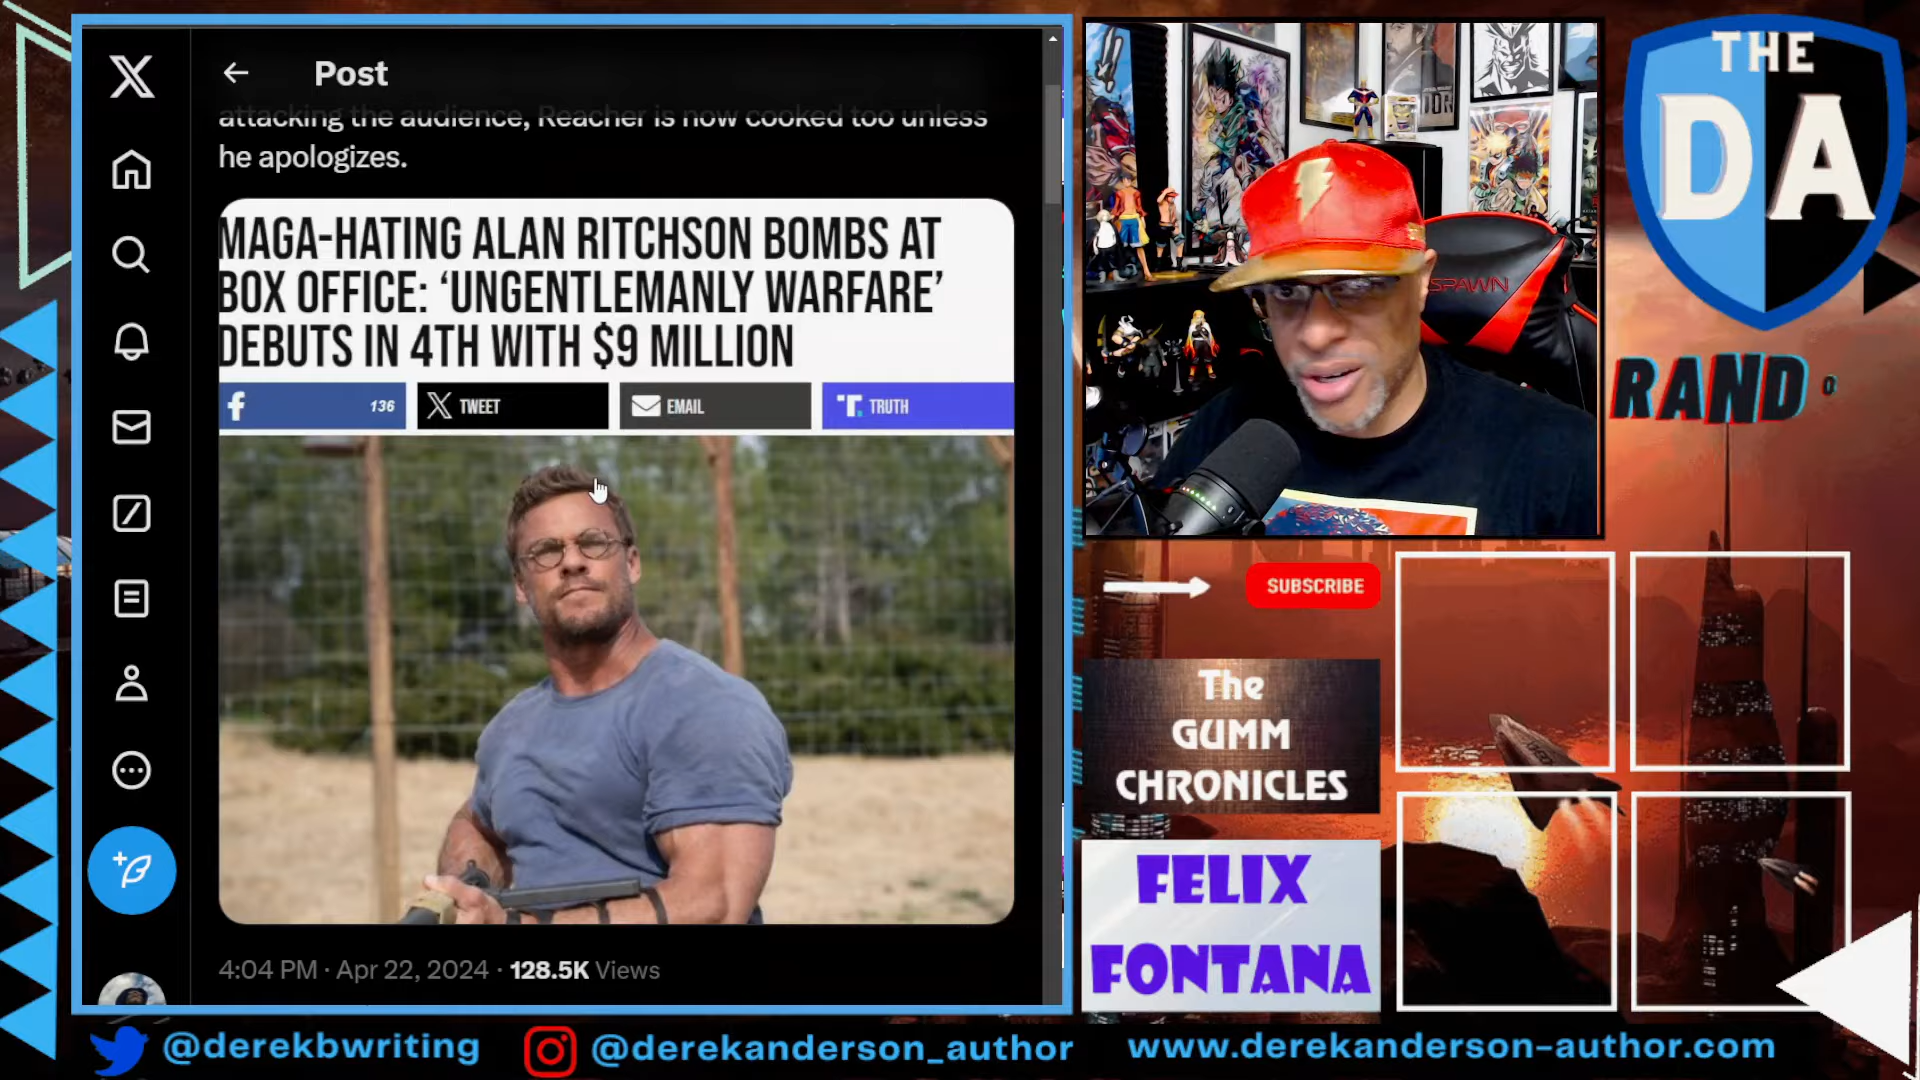 Post
attacking the audience, Reacher is now cooked too unless
he apologizes.
MAGA-HATING ALAN RITCHSON BOMBS AT
BOX OFFICE: ‘UNGENTLEMANLY WARFARE’
DEBUTS IN 4TH WITH $9 MILLION
136
TWEET
EMAIL
TRUTH
4:04 PM · Apr 22, 2024 · 128.5K Views
SPAWN
THE
DA
RAND
SUBSCRIBE
The
GUMM
CHRONICLES
FELIX
FONTANA
@derekbwriting
@derekanderson_author
www.derekanderson-author.com